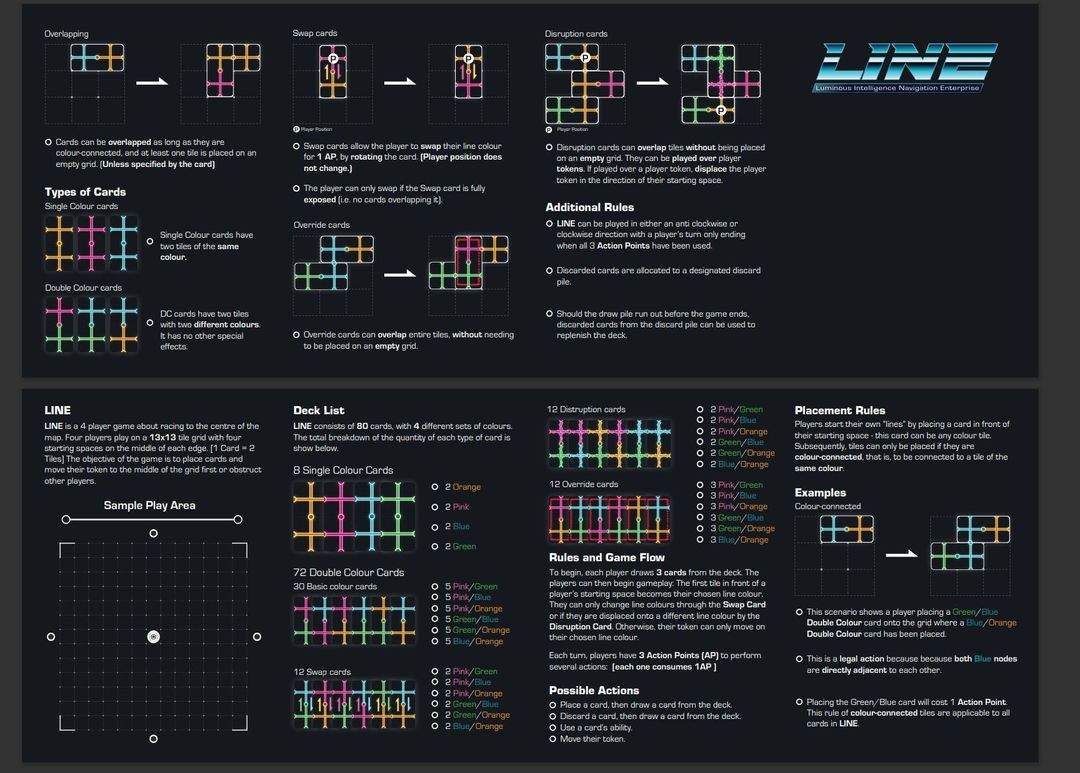 Overlapping
Cards can be overlapped as long as they are
colour-connected, and at least one tile is placed on an
empty grid. (Unless specified by the card)
Types of Cards
Single Colour cards
Single Colour cards have
two tiles of the same
colour.
Double Colour cards
DC cards have two tiles
with two different colours.
It has no other special
effects.
Swap cards
P
P
P Player Position
Swap cards allow the player to swap their line colour
for 1 AP, by rotating the card. (Player position does
not change.)
The player can only swap if the Swap card is fully
exposed (i.e. no cards overlapping it).
Override cards
Override cards can overlap entire tiles, without needing
to be placed on an empty grid.
Disruption cards
P
P
P Player Position
Disruption cards can overlap tiles without being placed
on an empty grid. They can be played over player
tokens. If played over a player token, displace the player
token in the direction of their starting space.
Additional Rules
LINE can be played in either an anti clockwise or
clockwise direction with a player's turn only ending
when all 3 Action Points have been used.
Discarded cards are allocated to a designated discard
pile.
Should the draw pile run out before the game ends,
discarded cards from the discard pile can be used to
replenish the deck.
LINE
Luminous Intelligence Navigation Enterprise
LINE
LINE is a 4 player game about racing to the centre of the
map. Four players play on a 13x13 tile grid with four
starting spaces on the middle of each edge. [1 Card = 2
Tiles] The objective of the game is to place cards and
move their token to the middle of the grid first or obstruct
other players.
Sample Play Area
Deck List
LINE consists of 80 cards, with 4 different sets of colours.
The total breakdown of the quantity of each type of card is
show below.
8 Single Colour Cards
2 Orange
2 Pink
2 Blue
2 Green
72 Double Colour Cards
30 Basic colour cards
5 Pink/Green
5 Pink/Blue
5 Pink/Orange
5 Green/Blue
5 Green/Orange
5 Blue/Orange
12 Swap cards
2 Pink/Green
2 Pink/Blue
2 Pink/Orange
2 Green/Blue
2 Green/Orange
2 Blue/Orange
12 Distruption cards
2 Pink/Green
2 Pink/Blue
2 Pink/Orange
2 Green/Blue
2 Green/Orange
2 Blue/Orange
12 Override cards
3 Pink/Green
3 Pink/Blue
3 Pink/Orange
3 Green/Blue
3 Green/Orange
3 Blue/Orange
Rules and Game Flow
To begin, each player draws 3 cards from the deck. The
players can then begin gameplay. The first tile in front of a
player's starting space becomes their chosen line colour.
They can only change line colours through the Swap Card
or if they are displaced onto a different line colour by the
Disruption Card. Otherwise, their token can only move on
their chosen line colour.
Each turn, players have 3 Action Points (AP) to perform
several actions: [each one consumes 1AP ]
Possible Actions
Place a card, then draw a card from the deck.
Discard a card, then draw a card from the deck.
Use a card's ability.
Move their token.
Placement Rules
Players start their own "lines" by placing a card in front of
their starting space - this card can be any colour tile.
Subsequently, tiles can only be placed if they are
colour-connected, that is, to be connected to a tile of the
same colour.
Examples
Colour-connected
This scenario shows a player placing a Green/Blue
Double Colour card onto the grid where a Blue/Orange
Double Colour card has been placed.
This is a legal action because because both Blue nodes
are directly adjacent to each other.
Placing the Green/Blue card will cost 1 Action Point.
This rule of colour-connected tiles are applicable to all
cards in LINE.